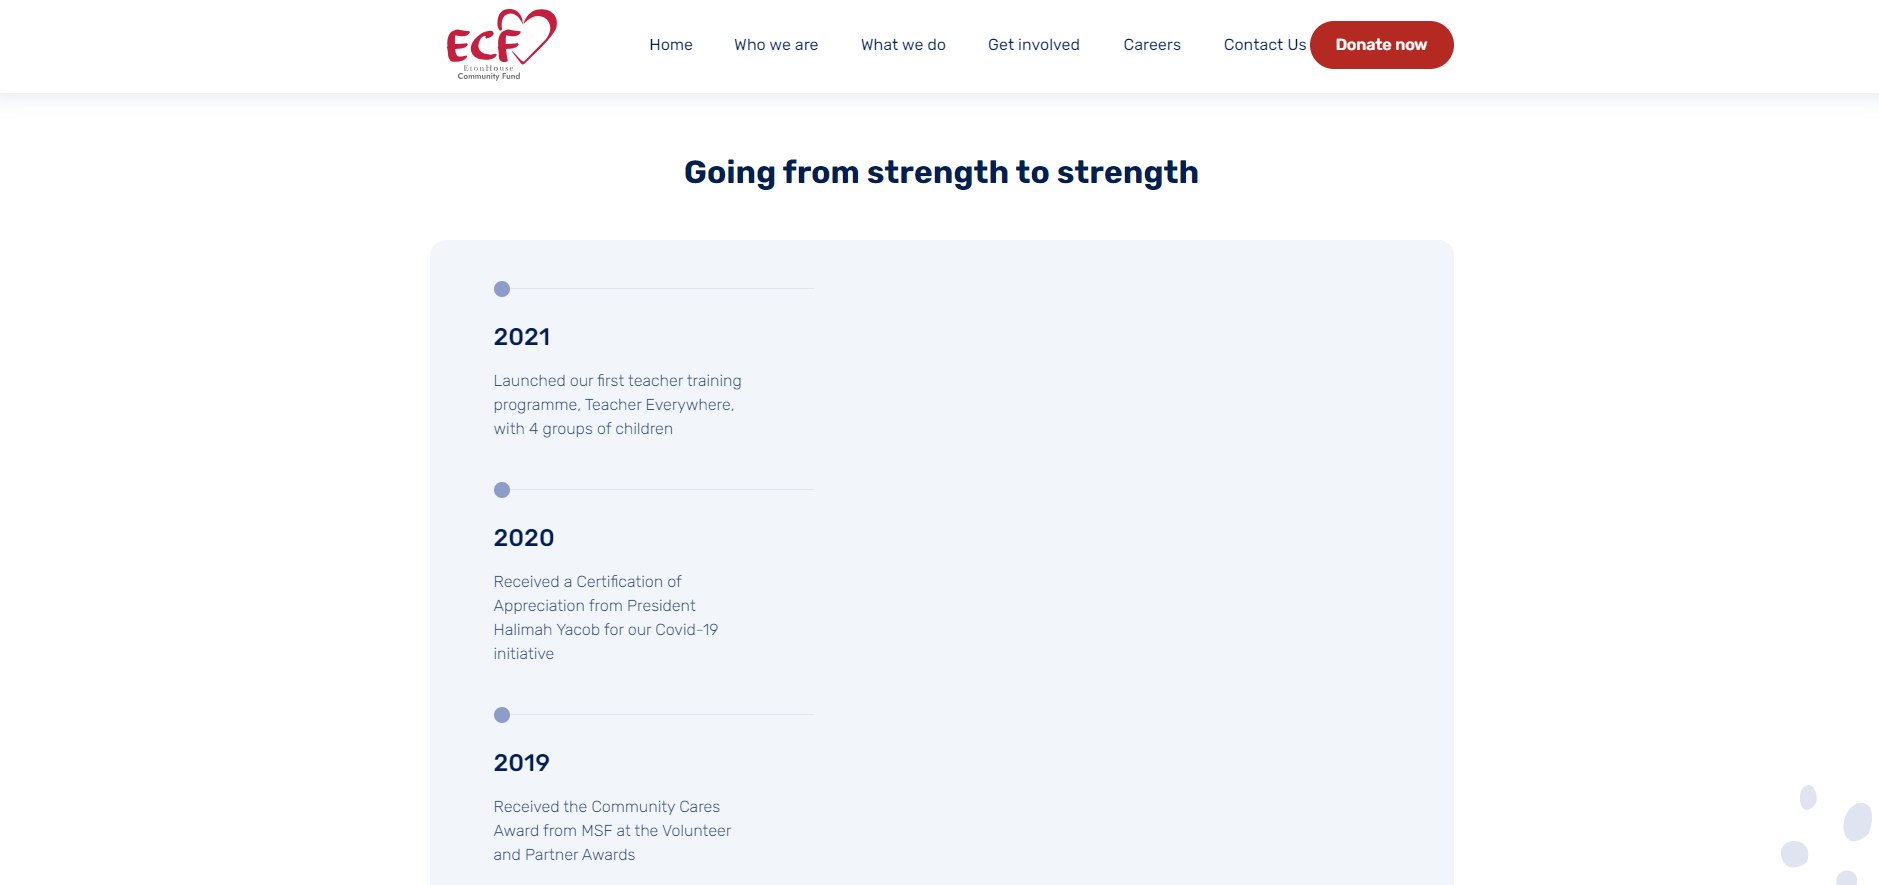 ECF
EtonHouse
Community Fund
Home
Who we are
What we do
Get involved
Careers
Contact Us
Donate now
Going from strength to strength
2021
Launched our first teacher training
programme, Teacher Everywhere,
with 4 groups of children
2020
Received a Certification of
Appreciation from President
Halimah Yacob for our Covid-19
initiative
2019
Received the Community Cares
Award from MSF at the Volunteer
and Partner Awards